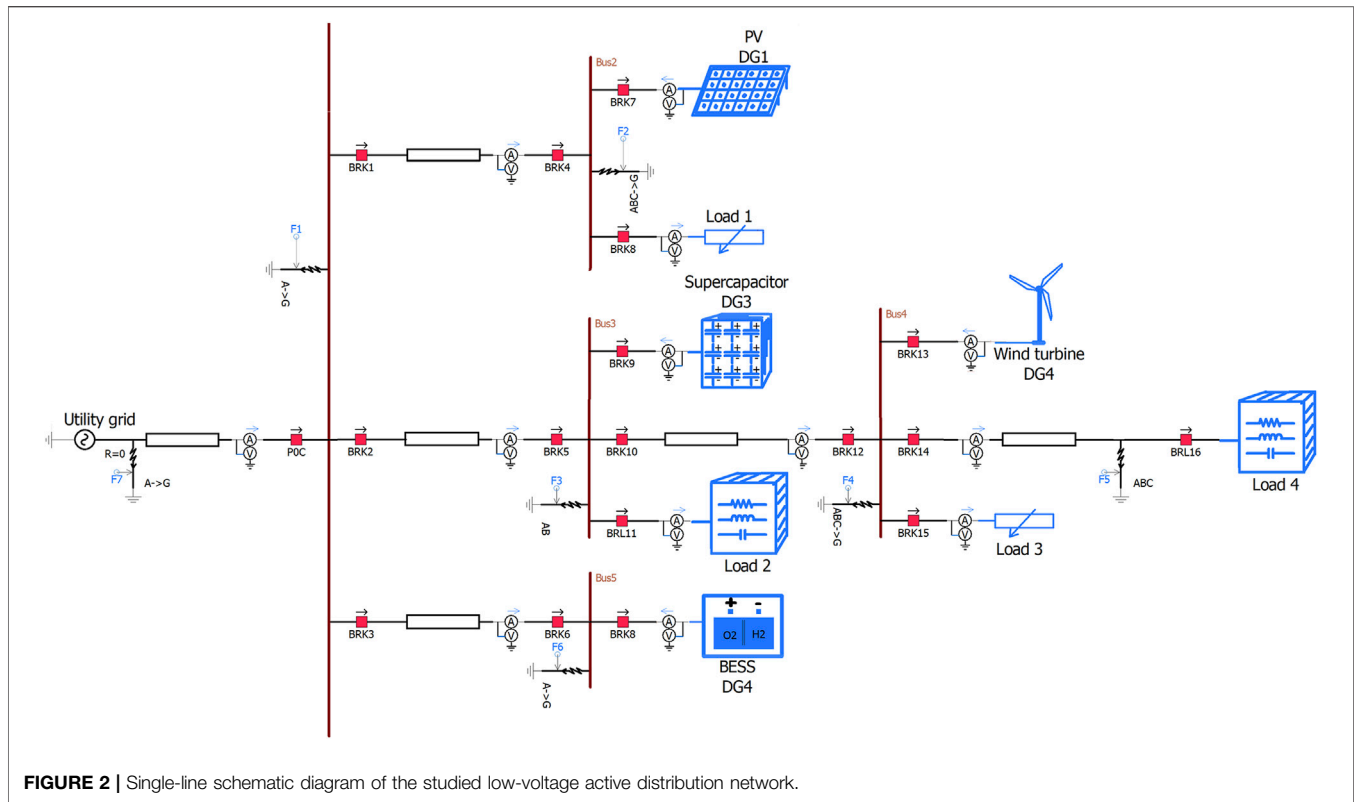 PV
DG1
Bus2
BRK7
F2
ABC->G
BRK1
BRK4
Load 1
BRK8
F1
A->G
Supercapacitor
DG3
Bus3
BRK9
Bus4
BRK13
Wind turbine
DG4
Utility grid
R=0
F7
A->G
P0C
BRK2
BRK5
BRK10
BRK12
BRK14
F5
ABC
BRL16
Load 4
F3
AB
BRL11
Load 2
F4
ABC->G
BRK15
Load 3
Bus5
BRK3
BRK6
BRK8
F6
A->G
+ -
O2 H2
BESS
DG4
A
V
A
V
A
V
A
V
A
V
A
V
A
V
A
V
A
V
A
V
A
V
A
V
A
V
FIGURE 2 | Single-line schematic diagram of the studied low-voltage active distribution network.